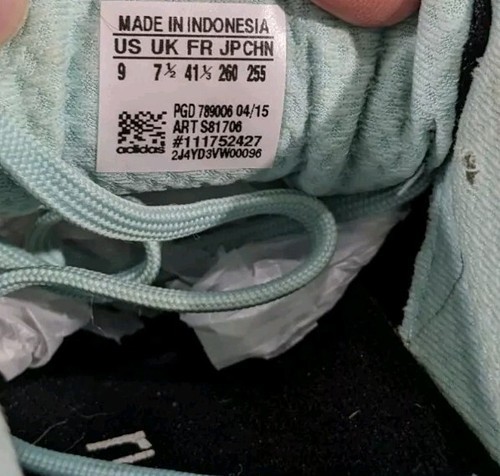 MADE IN INDONESIA
US UK FR JP CHN
9 7½ 41⅓ 260 255
PGD 789006 04/15
ART S81706
#111752427
adidas 2J4YD3VW00096